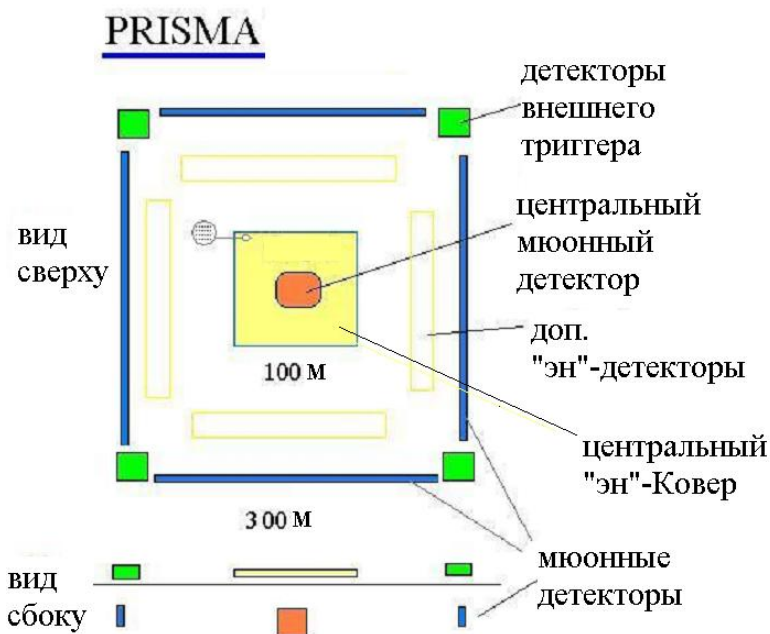 PRISMA
детекторы
внешнего
триггера
вид
сверху
центральный
мюонный
детектор
доп.
"эн"-детекторы
100 м
центральный
"эн"-Ковер
300 м
вид
сбоку
мюонные
детекторы